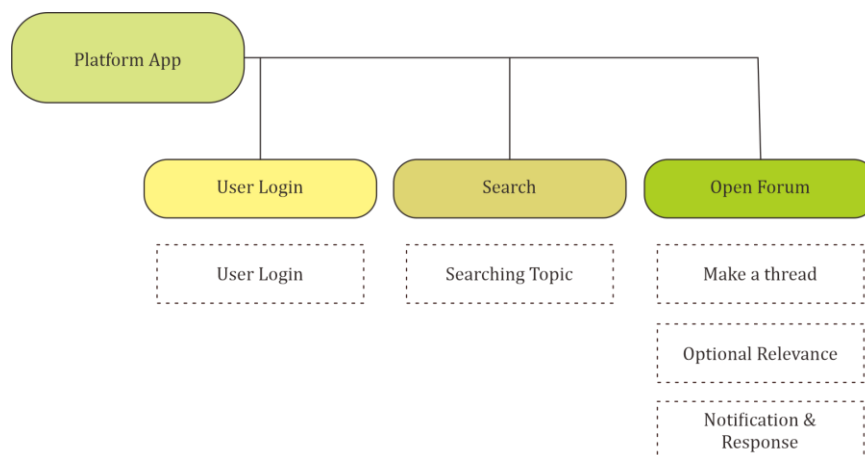 Platform App
User Login
Search
Open Forum
User Login
Searching Topic
Make a thread
Optional Relevance
Notification &
Response